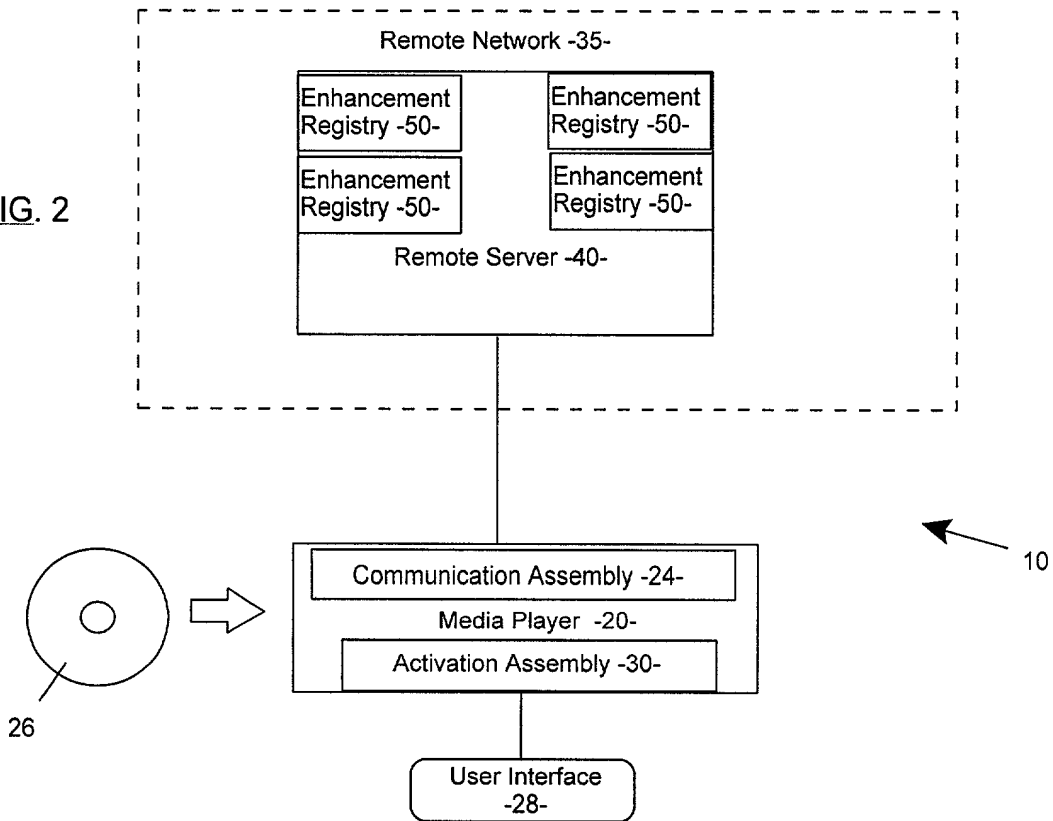 Remote Network -35-
Enhancement
Registry -50-
Enhancement
Registry -50-
Enhancement
Registry -50-
Enhancement
Registry -50-
IG. 2
Remote Server -40-
10
Communication Assembly -24-
Media Player -20-
Activation Assembly -30-
26
User Interface
-28-